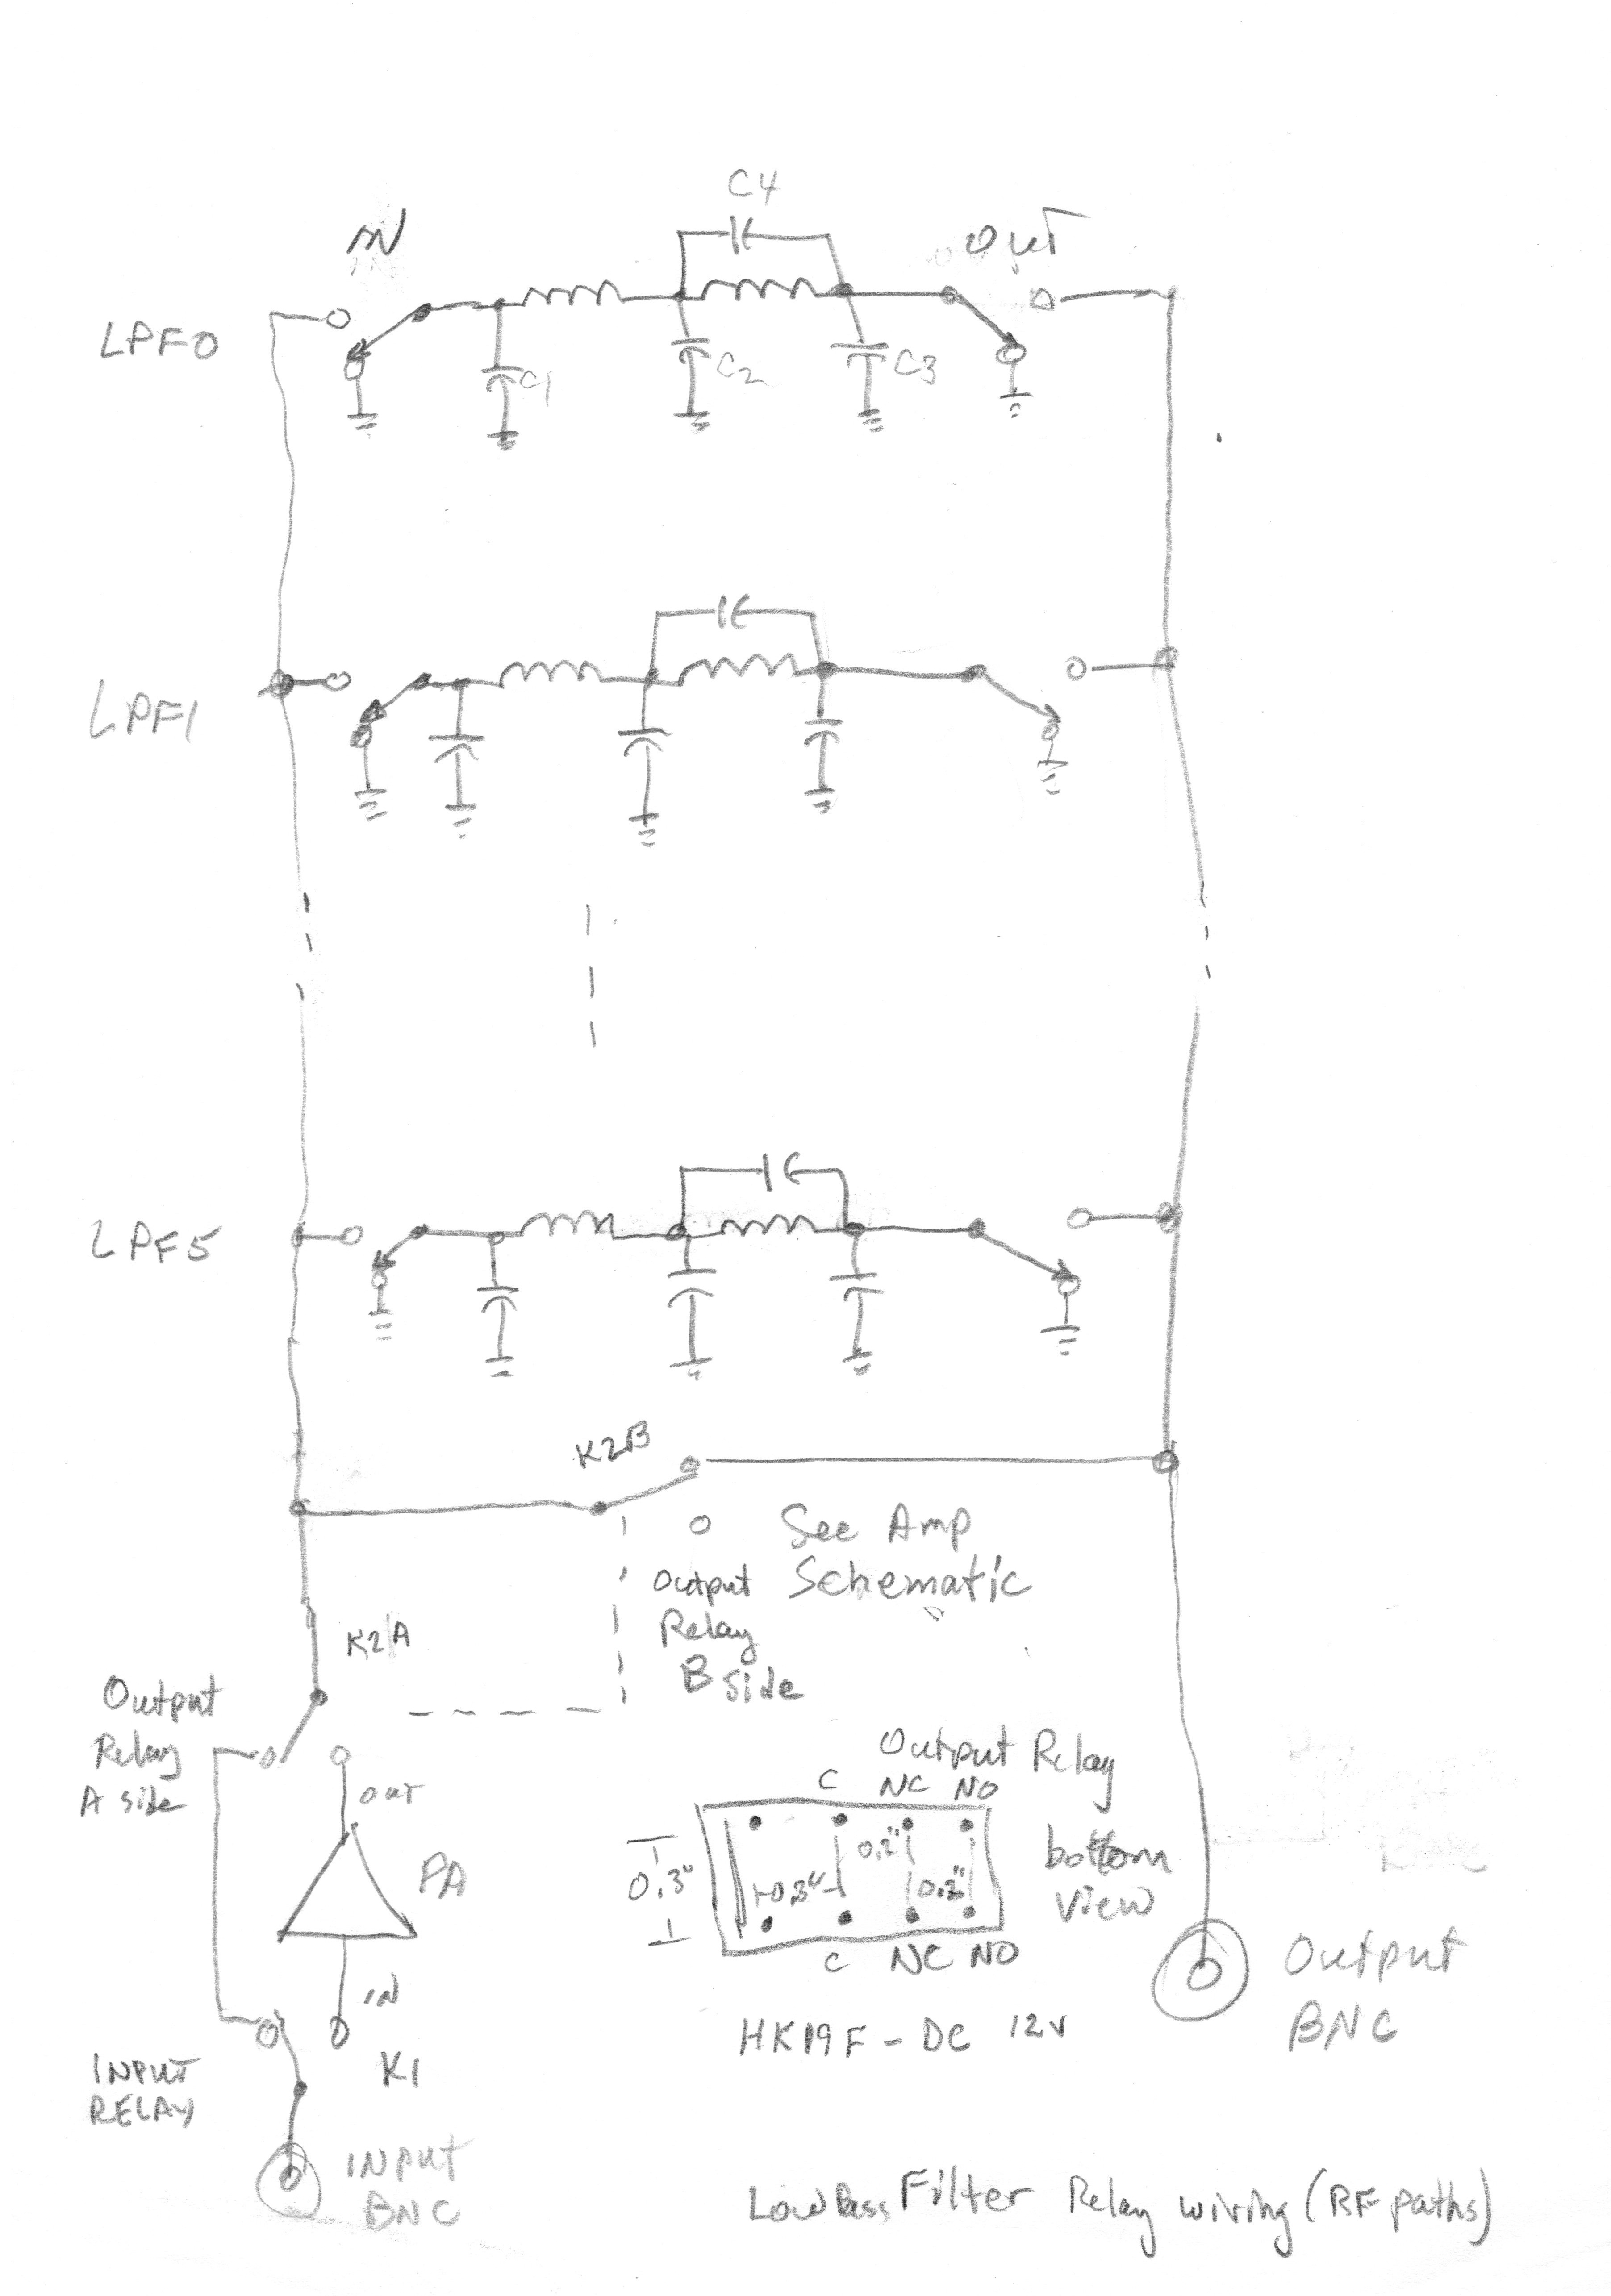 C4
IN
OUT
LPF0
C1
C2
C3
LPF1
LPF5
K2B
See Amp
Schematic
Output
Relay
B Side
K2A
Output
Relay
A side
out
PA
IN
K1
INPUT
RELAY
INPUT
BNC
Output Relay
bottom
view
C NC NO
0.2"
0.3"
0.3"
0.2"
C NC NO
HK19F-DC 12V
Output
BNC
Low Pass Filter Relay wiring (RF paths)